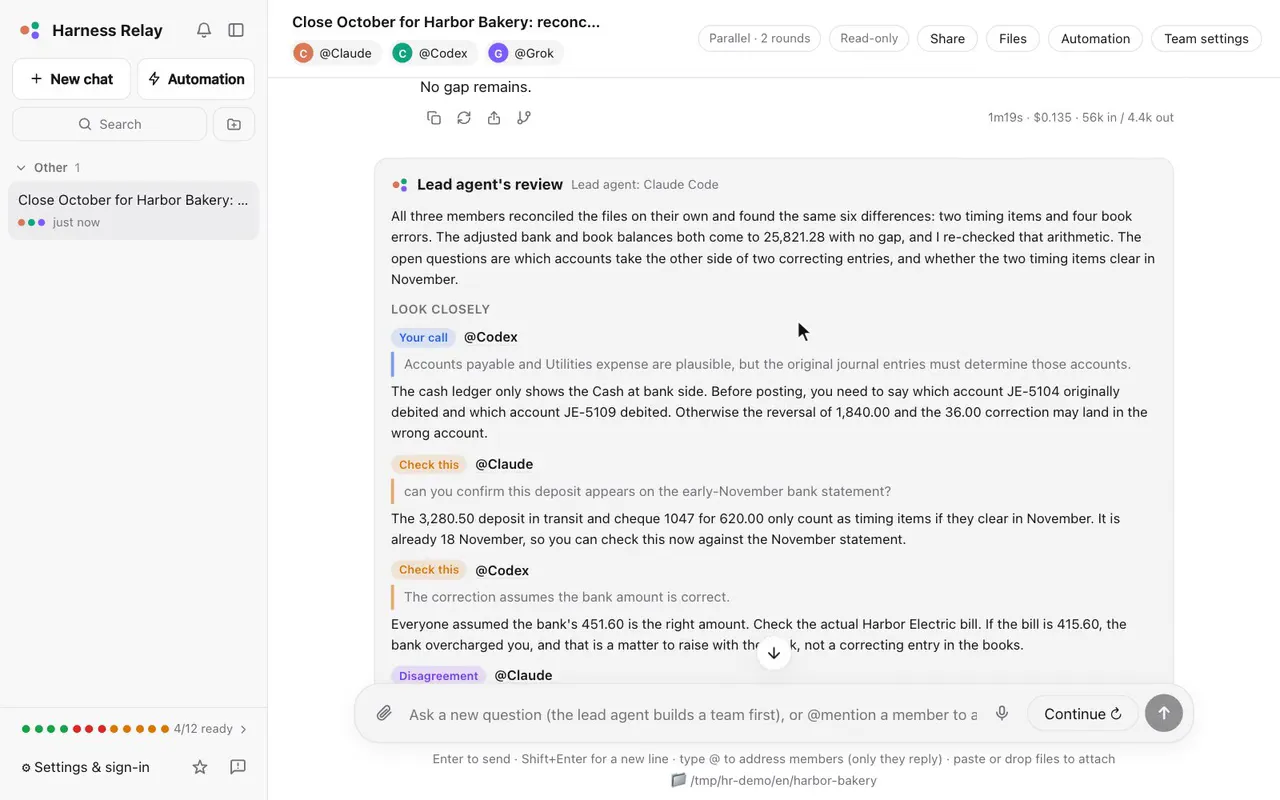 Harness Relay
New chat
Automation
Search
Other 1
Close October for Harbor Bakery: ...
just now
4/12 ready
Settings & sign-in
Close October for Harbor Bakery: reconc...
C @Claude
C @Codex
G @Grok
Parallel · 2 rounds
Read-only
Share
Files
Automation
Team settings
No gap remains.
1m19s · $0.135 · 56k in / 4.4k out
Lead agent's review Lead agent: Claude Code
All three members reconciled the files on their own and found the same six differences: two timing items and four book
errors. The adjusted bank and book balances both come to 25,821.28 with no gap, and I re-checked that arithmetic. The
open questions are which accounts take the other side of two correcting entries, and whether the two timing items clear in
November.
LOOK CLOSELY
Your call @Codex
Accounts payable and Utilities expense are plausible, but the original journal entries must determine those accounts.
The cash ledger only shows the Cash at bank side. Before posting, you need to say which account JE-5104 originally
debited and which account JE-5109 debited. Otherwise the reversal of 1,840.00 and the 36.00 correction may land in the
wrong account.
Check this @Claude
can you confirm this deposit appears on the early-November bank statement?
The 3,280.50 deposit in transit and cheque 1047 for 620.00 only count as timing items if they clear in November. It is
already 18 November, so you can check this now against the November statement.
Check this @Codex
The correction assumes the bank amount is correct.
Everyone assumed the bank's 451.60 is the right amount. Check the actual Harbor Electric bill. If the bill is 415.60, the
bank overcharged you, and that is a matter to raise with the k, not a correcting entry in the books.
Disagreement @Claude
Ask a new question (the lead agent builds a team first), or @mention a member to a
Continue
Enter to send · Shift+Enter for a new line · type @ to address members (only they reply) · paste or drop files to attach
/tmp/hr-demo/en/harbor-bakery